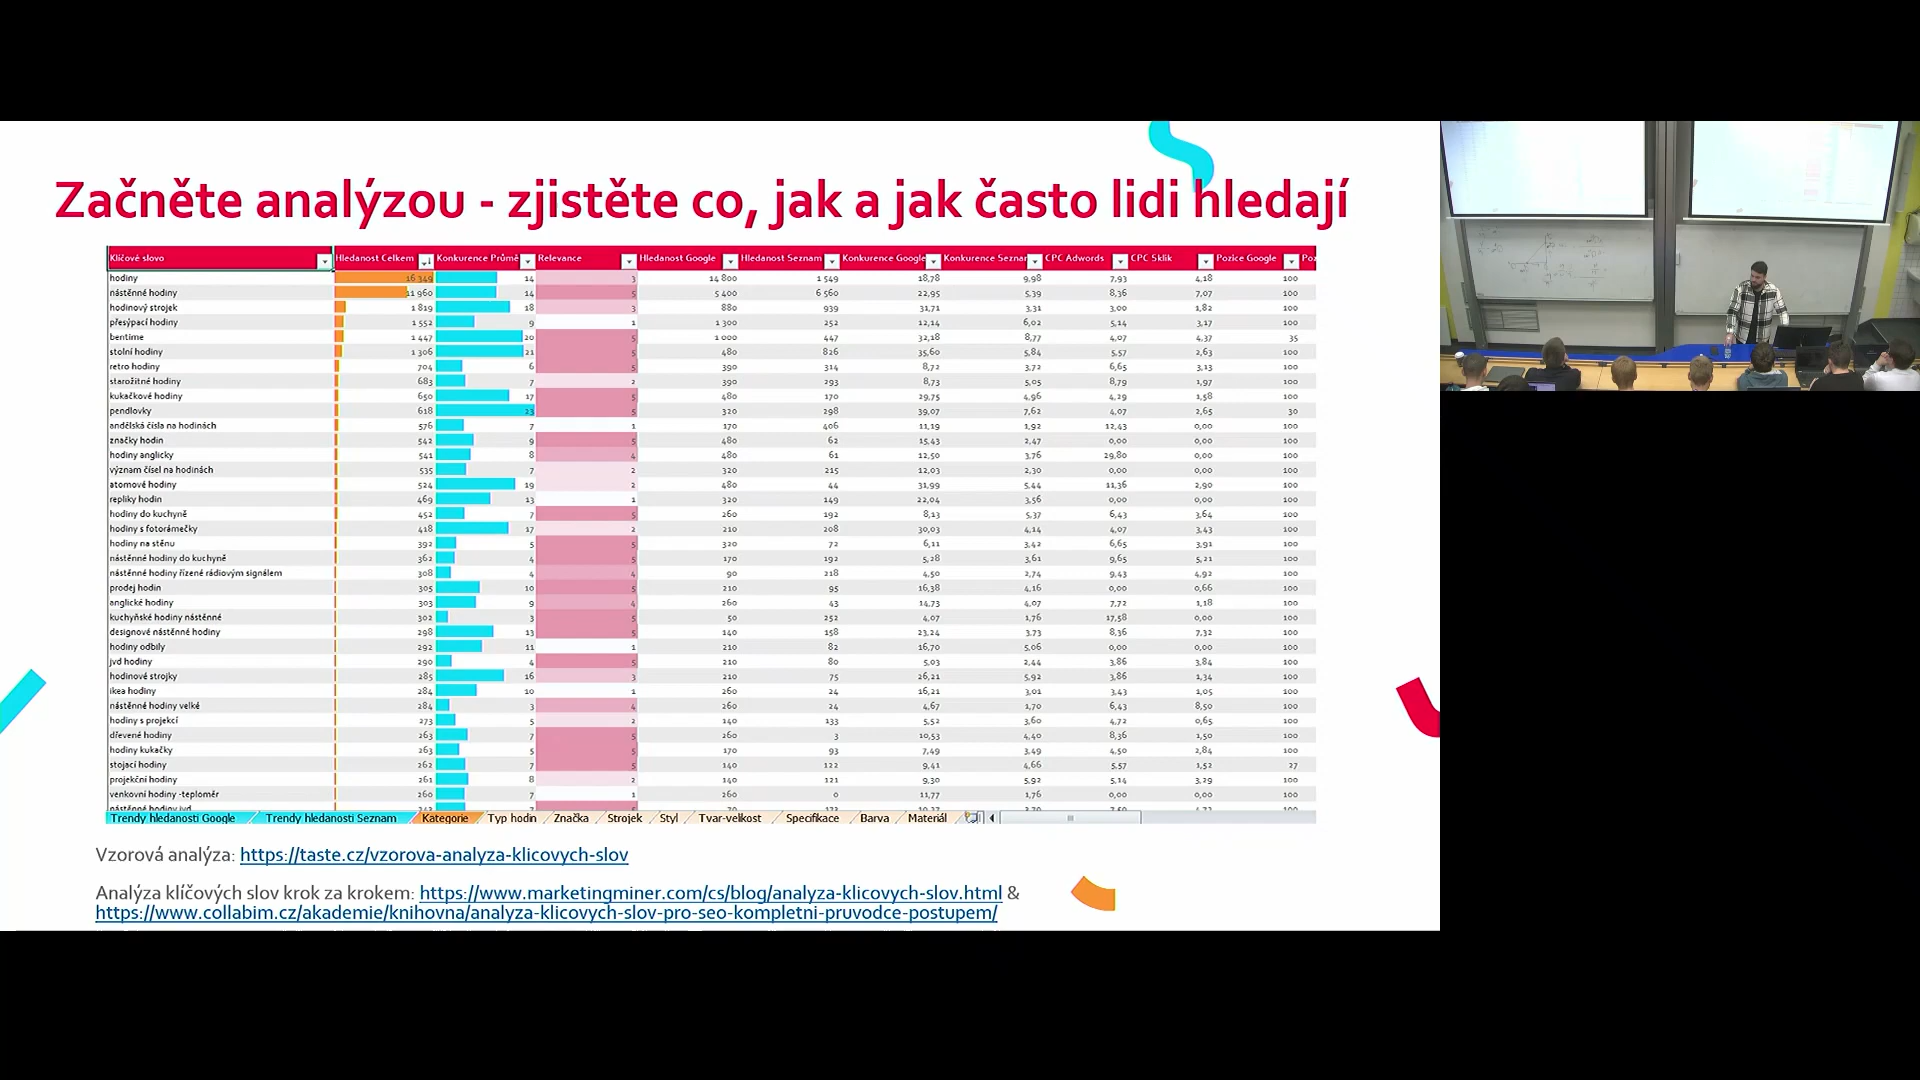 Začněte analýzou - zjistěte co, jak a jak často lidi hledají
Klíčové slovo Hledanost Celkem Konkurence Průmě Relevance Hledanost Google Hledanost Seznam Konkurence Google Konkurence Seznam CPC Adwords CPC Sklik Pozice Google Poz
hodiny 16 349 14 3 14 800 1 549 18,78 9,98 7,93 4,18 100
nástěnné hodiny 11 960 14 5 5 400 6 560 22,95 5,39 8,36 7,07 100
hodinový strojek 1 819 18 3 880 939 31,71 3,31 3,00 1,82 100
přesýpací hodiny 1 552 9 1 1 300 252 12,14 6,02 5,14 3,17 100
bentime 1 447 20 5 1 000 447 32,18 8,77 4,07 4,37 35
stolní hodiny 1 306 21 5 480 826 35,60 5,84 5,57 2,63 100
retro hodiny 704 6 5 390 314 8,72 3,72 6,65 3,13 100
starožitné hodiny 683 7 2 390 293 8,73 5,05 8,79 1,97 100
kukačkové hodiny 650 17 5 480 170 29,75 4,96 4,29 1,58 100
pendlovky 618 23 5 320 298 39,07 7,62 4,07 2,65 30
andělská čísla na hodinách 576 7 1 170 406 11,19 1,92 12,43 0,00 100
značky hodin 542 9 5 480 62 15,43 2,47 0,00 0,00 100
hodiny anglicky 541 8 4 480 61 12,50 3,76 29,80 0,00 100
význam čísel na hodinách 535 7 2 320 215 12,03 2,30 0,00 0,00 100
atomové hodiny 524 19 2 480 44 31,99 5,44 11,36 2,90 100
repliky hodin 469 13 1 320 149 22,04 3,56 0,00 0,00 100
hodiny do kuchyně 452 7 5 260 192 8,13 5,37 6,43 3,64 100
hodiny s fotorámečky 418 17 2 210 208 30,03 4,14 4,07 3,43 100
hodiny na stěnu 392 5 5 320 72 6,11 3,42 6,65 3,91 100
nástěnné hodiny do kuchyně 362 4 5 170 192 5,28 3,61 9,65 5,21 100
nástěnné hodiny řízené rádiovým signálem 308 4 4 90 218 4,50 2,74 9,43 4,92 100
prodej hodin 305 10 5 210 95 16,38 4,16 0,00 0,66 100
anglické hodiny 303 9 4 260 43 14,73 4,07 7,72 1,18 100
kuchyňské hodiny nástěnné 302 3 5 50 252 4,07 1,76 17,58 0,00 100
designové nástěnné hodiny 298 13 5 140 158 23,24 3,73 8,36 7,32 100
hodiny odbily 292 11 1 210 82 16,70 5,06 0,00 0,00 100
jvd hodiny 290 4 5 210 80 5,03 2,44 3,86 3,84 100
hodinové strojky 285 16 3 210 75 26,21 5,92 3,86 1,34 100
ikea hodiny 284 10 1 260 24 16,21 3,01 3,43 1,05 100
nástěnné hodiny velké 284 3 4 260 24 4,67 1,70 6,43 8,50 100
hodiny s projekcí 273 5 2 140 133 5,52 3,60 4,72 0,65 100
dřevené hodiny 263 7 5 260 3 10,53 4,40 8,36 1,50 100
hodiny kukačky 263 5 5 170 93 7,49 3,49 4,50 2,84 100
stojací hodiny 262 7 5 140 122 9,41 4,66 5,57 1,52 27
projekční hodiny 261 8 2 140 121 9,30 5,92 5,14 3,29 100
venkovní hodiny -teploměr 260 7 1 260 0 11,77 1,76 0,00 0,00 100
nástěnné hodiny jvd
Trendy hledanosti Google Trendy hledanosti Seznam Kategorie Typ hodin Značka Strojek Styl Tvar-velikost Specifikace Barva Materiál
Vzorová analýza: https://taste.cz/vzorova-analyza-klicovych-slov
Analýza klíčových slov krok za krokem: https://www.marketingminer.com/cs/blog/analyza-klicovych-slov.html &
https://www.collabim.cz/akademie/knihovna/analyza-klicovych-slov-pro-seo-kompletni-pruvodce-postupem/